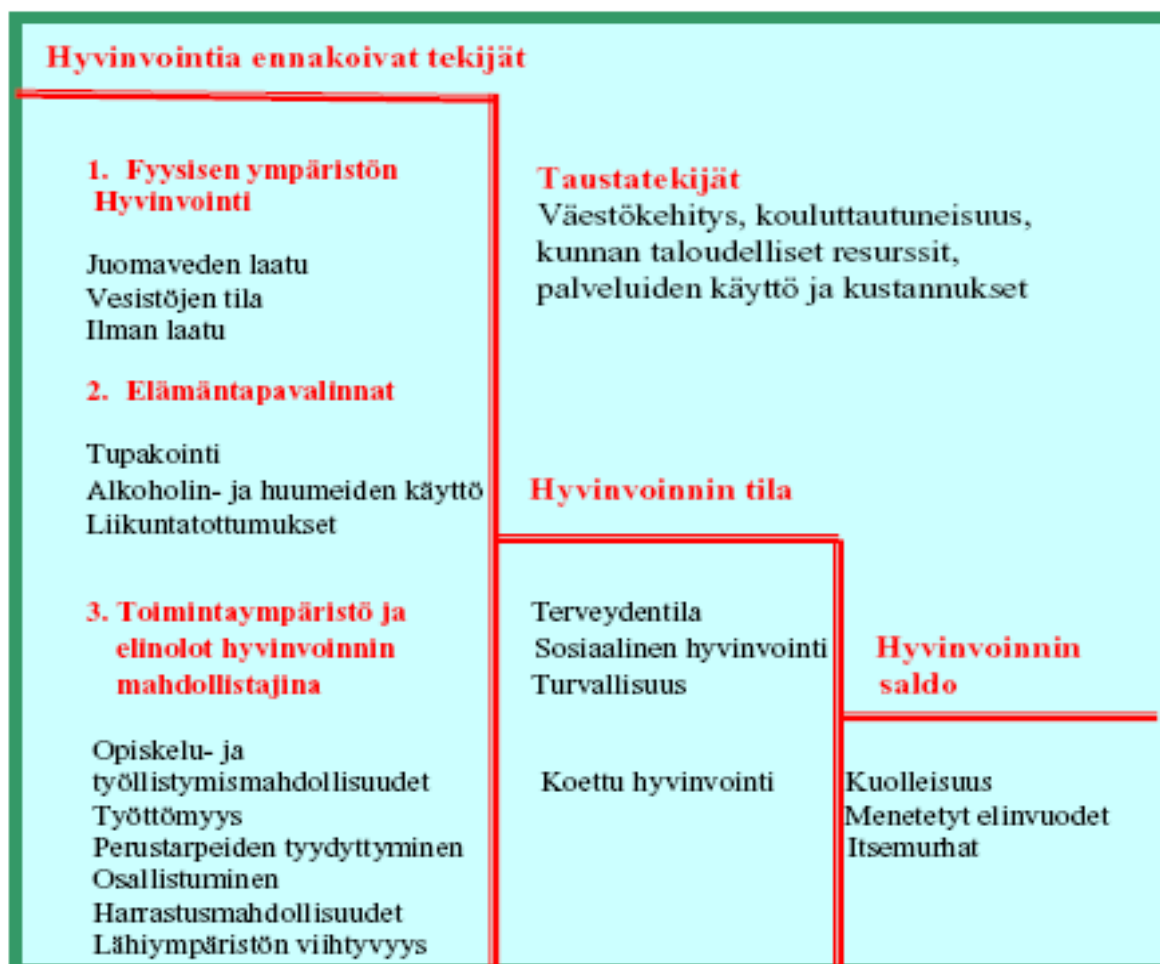 Hyvinvointia ennakoivat tekijät
1. Fyysisen ympäristön
Hyvinvointi
Juomaveden laatu
Vesistöjen tila
Ilman laatu
2. Elämäntapavalinnat
Tupakointi
Alkoholin- ja huumeiden käyttö
Liikuntatottumukset
3. Toimintaympäristö ja
elinolot hyvinvoinnin
mahdollistajina
Opiskelu- ja
työllistymismahdollisuudet
Työttömyys
Perustarpeiden tyydyttyminen
Osallistuminen
Harrastusmahdollisuudet
Lähiympäristön viihtyvyys
Taustatekijät
Väestökehitys, kouluttautuneisuus,
kunnan taloudelliset resurssit,
palveluiden käyttö ja kustannukset
Hyvinvoinnin tila
Terveydentila
Sosiaalinen hyvinvointi
Turvallisuus
Koettu hyvinvointi
Hyvinvoinnin
saldo
Kuolleisuus
Menetetyt elinvuodet
Itsemurhat